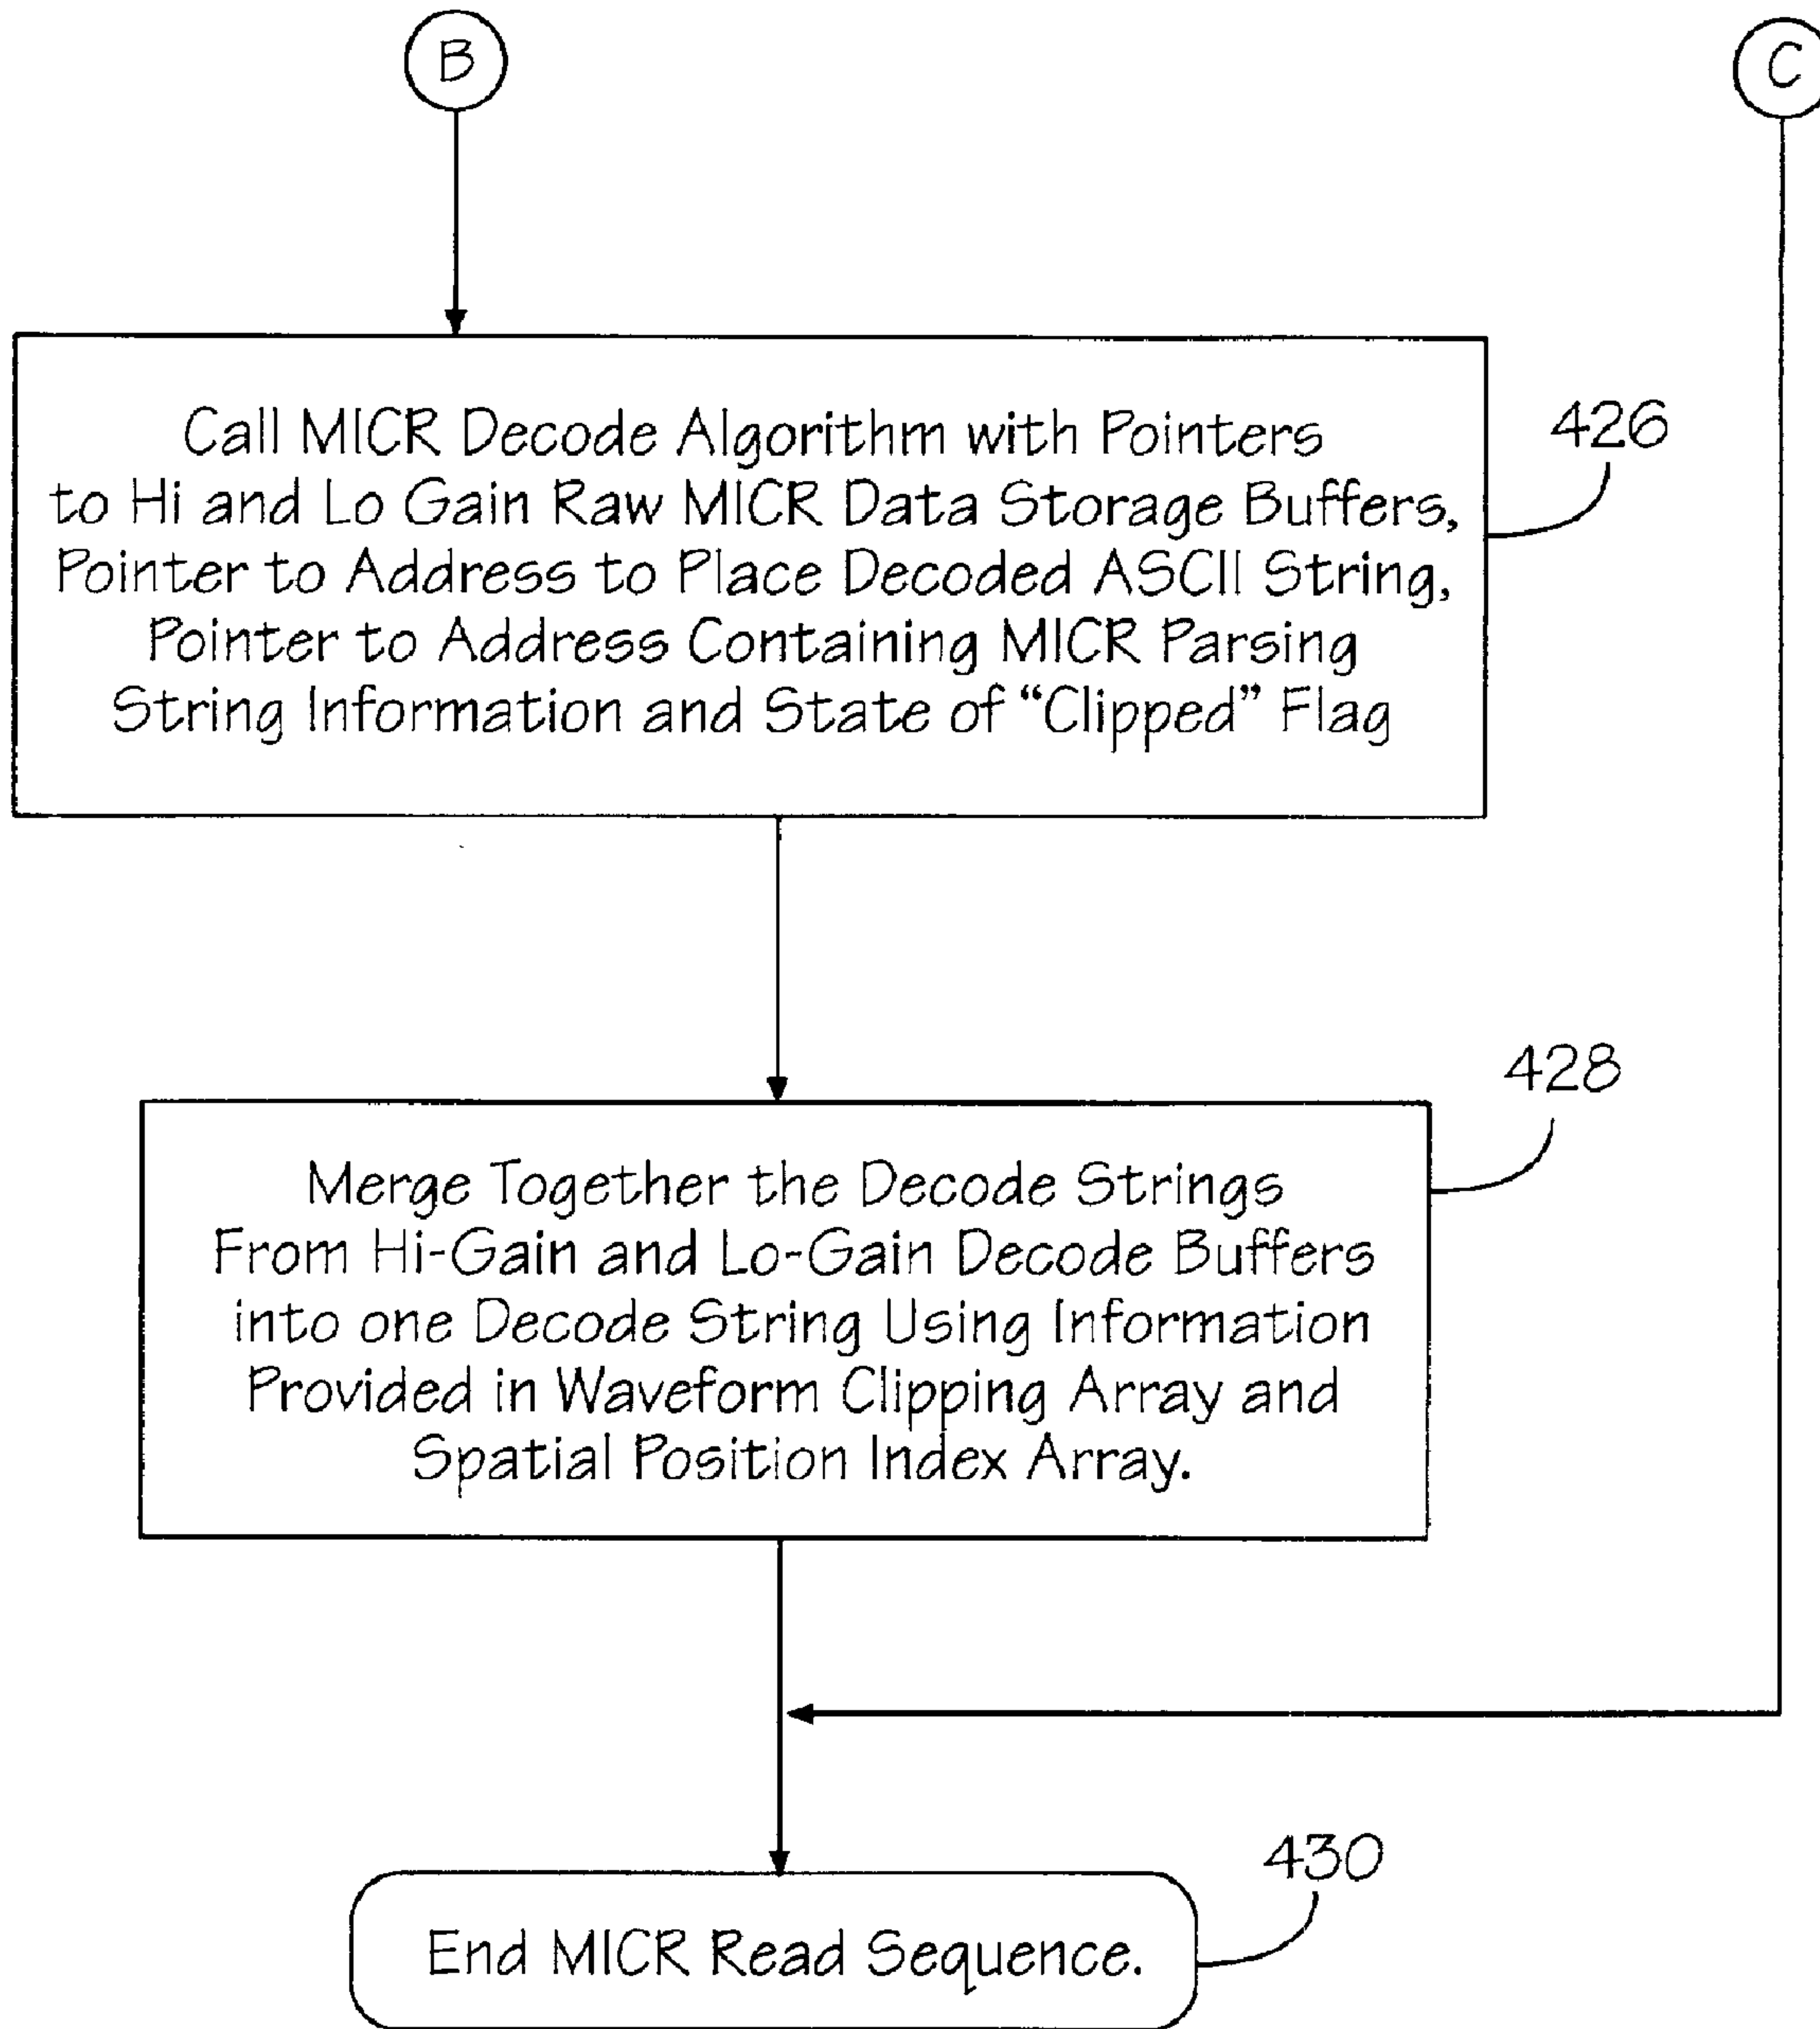 B
C
Call MICR Decode Algorithm with Pointers
to Hi and Lo Gain Raw MICR Data Storage Buffers,
Pointer to Address to Place Decoded ASCII String,
Pointer to Address Containing MICR Parsing
String Information and State of “Clipped” Flag
426
428
Merge Together the Decode Strings
From Hi-Gain and Lo-Gain Decode Buffers
into one Decode String Using Information
Provided in Waveform Clipping Array and
Spatial Position Index Array.
430
End MICR Read Sequence.